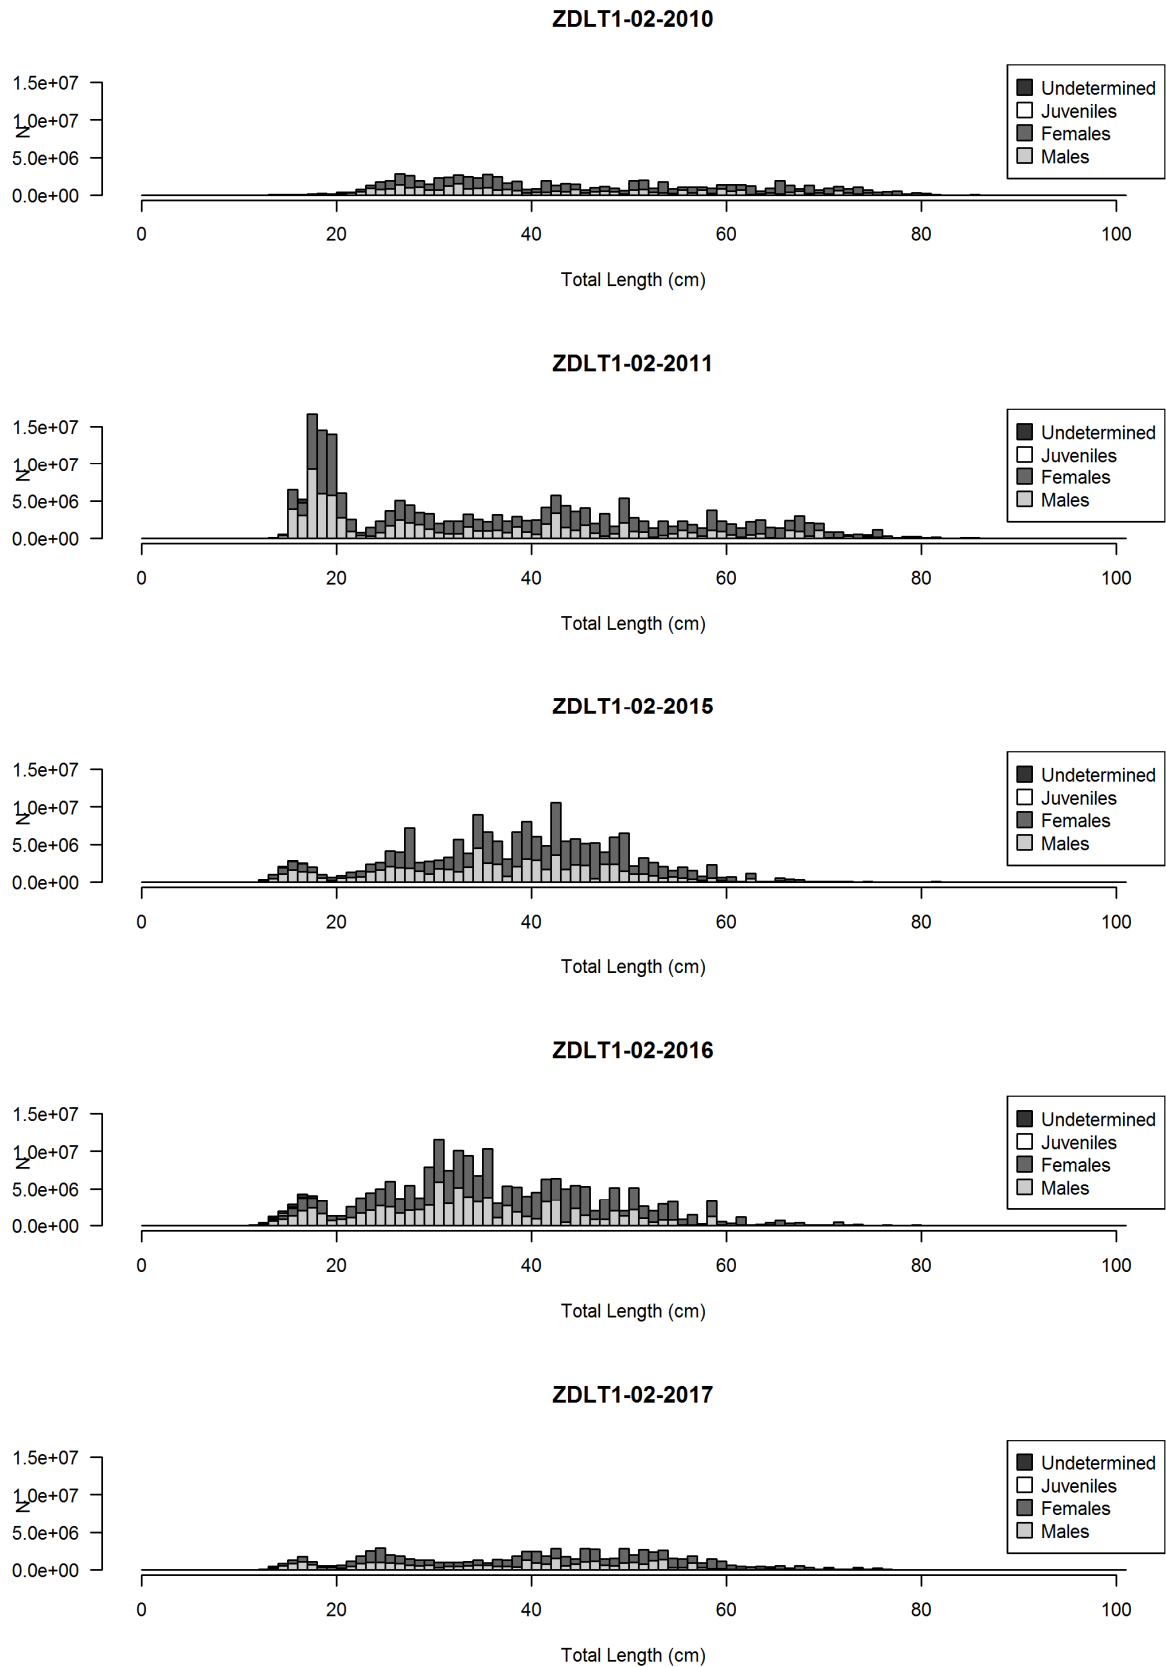 ZDLT1-02-2010
1.5e+07
1.0e+07
5.0e+06
0.0e+00
N
Undetermined
Juveniles
Females
Males
0 20 40 60 80 100
Total Length (cm)
ZDLT1-02-2011
1.5e+07
1.0e+07
5.0e+06
0.0e+00
N
Undetermined
Juveniles
Females
Males
0 20 40 60 80 100
Total Length (cm)
ZDLT1-02-2015
1.5e+07
1.0e+07
5.0e+06
0.0e+00
N
Undetermined
Juveniles
Females
Males
0 20 40 60 80 100
Total Length (cm)
ZDLT1-02-2016
1.5e+07
1.0e+07
5.0e+06
0.0e+00
N
Undetermined
Juveniles
Females
Males
0 20 40 60 80 100
Total Length (cm)
ZDLT1-02-2017
1.5e+07
1.0e+07
5.0e+06
0.0e+00
N
Undetermined
Juveniles
Females
Males
0 20 40 60 80 100
Total Length (cm)